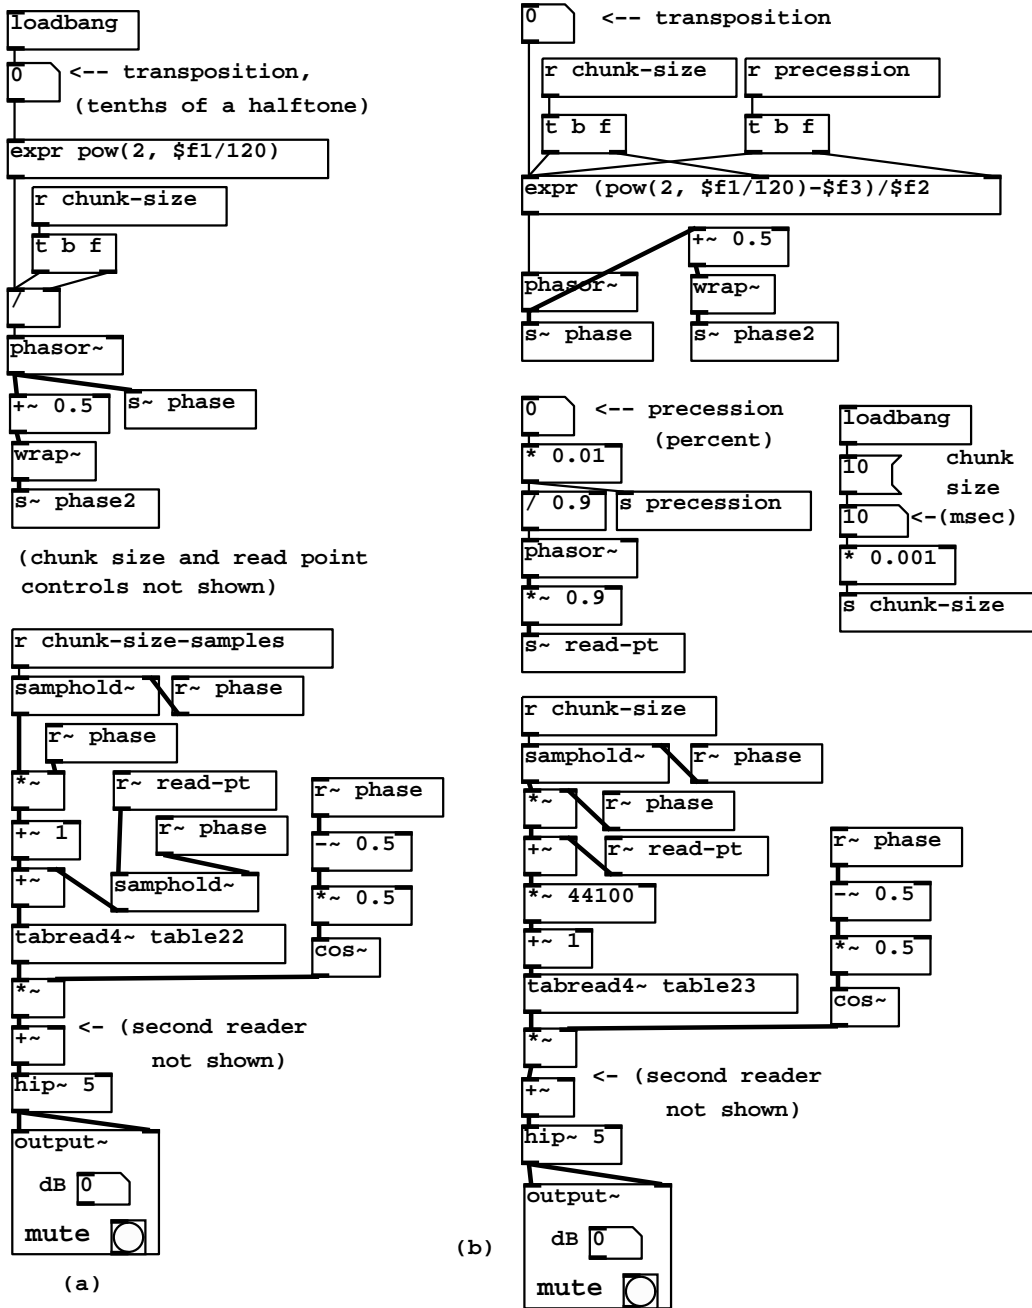 loadbang
0
<-- transposition,
(tenths of a halftone)
expr pow(2, $f1/120)
r chunk-size
t b f
/
phasor~
+~ 0.5
s~ phase
wrap~
s~ phase2
(chunk size and read point
controls not shown)
r chunk-size-samples
samphold~
r~ phase
r~ phase
*~
r~ read-pt
r~ phase
+~ 1
r~ phase
-~ 0.5
+~
samphold~
*~ 0.5
tabread4~ table22
cos~
*~
+~
<- (second reader
not shown)
hip~ 5
output~
dB 0
mute
(a)
0
<-- transposition
r chunk-size
r precession
t b f
t b f
expr (pow(2, $f1/120)-$f3)/$f2
+~ 0.5
phasor~
wrap~
s~ phase
s~ phase2
0
<-- precession
(percent)
* 0.01
/ 0.9
s precession
phasor~
*~ 0.9
s~ read-pt
loadbang
10
chunk
size
10
<-(msec)
* 0.001
s chunk-size
r chunk-size
samphold~
r~ phase
*~
r~ phase
+~
r~ read-pt
r~ phase
*~ 44100
-~ 0.5
+~ 1
*~ 0.5
tabread4~ table23
cos~
*~
<- (second reader
not shown)
+~
hip~ 5
output~
dB 0
mute
(b)